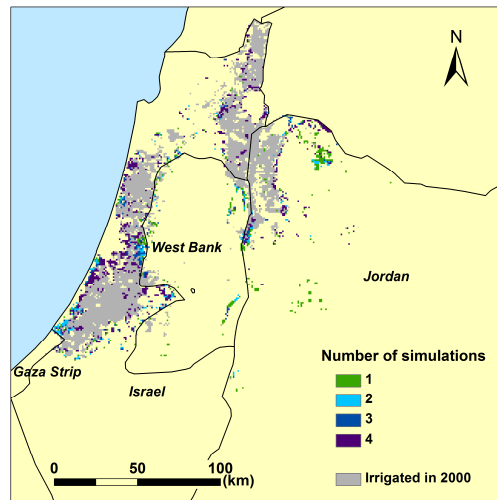 N
West Bank
Jordan
Gaza Strip
Israel
Number of simulations
1
2
3
4
Irrigated in 2000
0 50 100
(km)